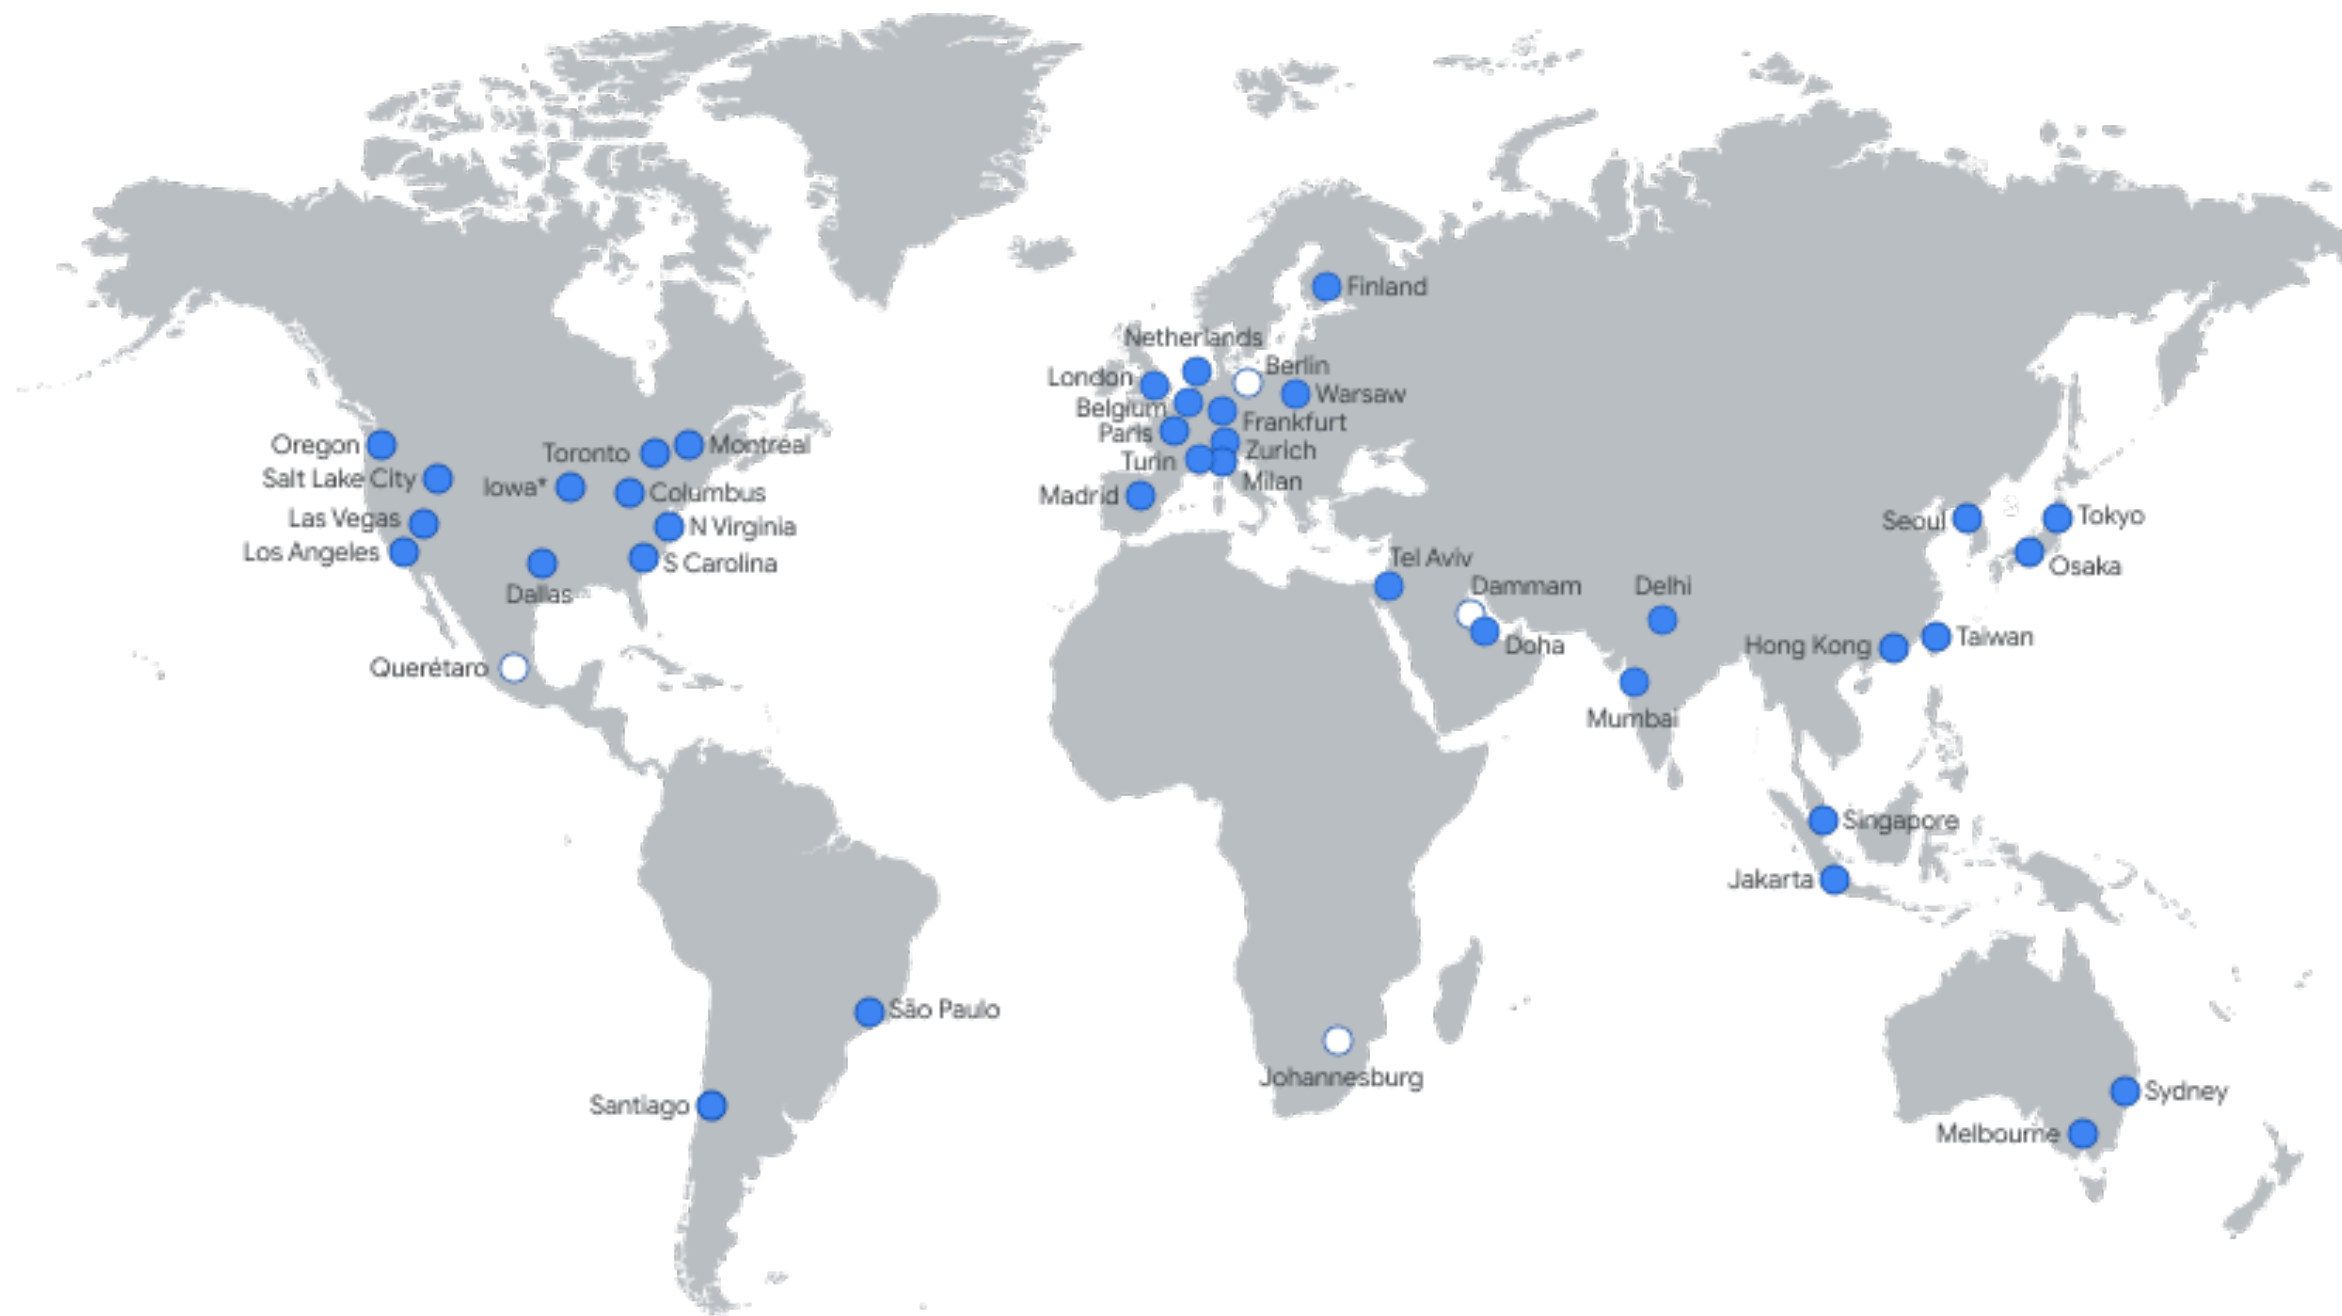 Finland
Netherlands
Berlin
London
Warsaw
Belgium
Frankfurt
Paris
Zurich
Turin
Milan
Madrid
Oregon
Toronto
Montréal
Salt Lake City
Iowa*
Columbus
Las Vegas
N Virginia
Los Angeles
S Carolina
Dallas
Querétaro
Seoul
Tokyo
Osaka
Tel Aviv
Dammam
Delhi
Doha
Hong Kong
Taiwan
Mumbai
Singapore
Jakarta
São Paulo
Johannesburg
Santiago
Sydney
Melbourne